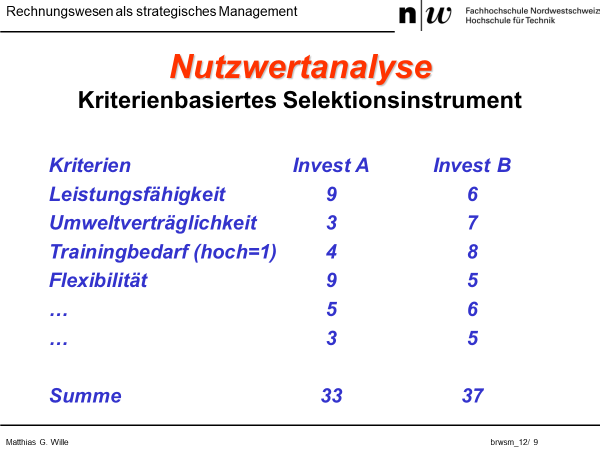 Rechnungswesen als strategisches Management
n|w
Fachhochschule Nordwestschweiz
Hochschule für Technik
Nutzwertanalyse
Kriterienbasiertes Selektionsinstrument
Kriterien Invest A Invest B
Leistungsfähigkeit 9 6
Umweltverträglichkeit 3 7
Trainingbedarf (hoch=1) 4 8
Flexibilität 9 5
… 5 6
… 3 5
Summe 33 37
Matthias G. Wille brwsm_12/ 9